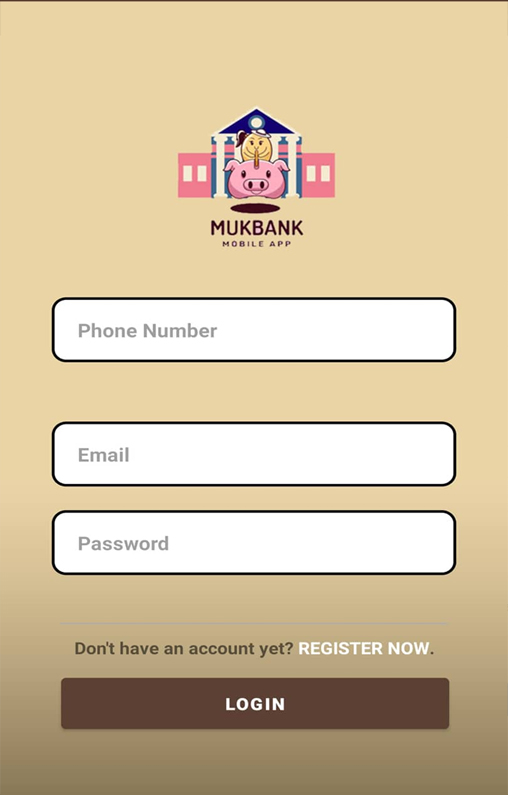 MUKBANK
MOBILE APP
Phone Number
Email
Password
Don't have an account yet? REGISTER NOW.
LOGIN